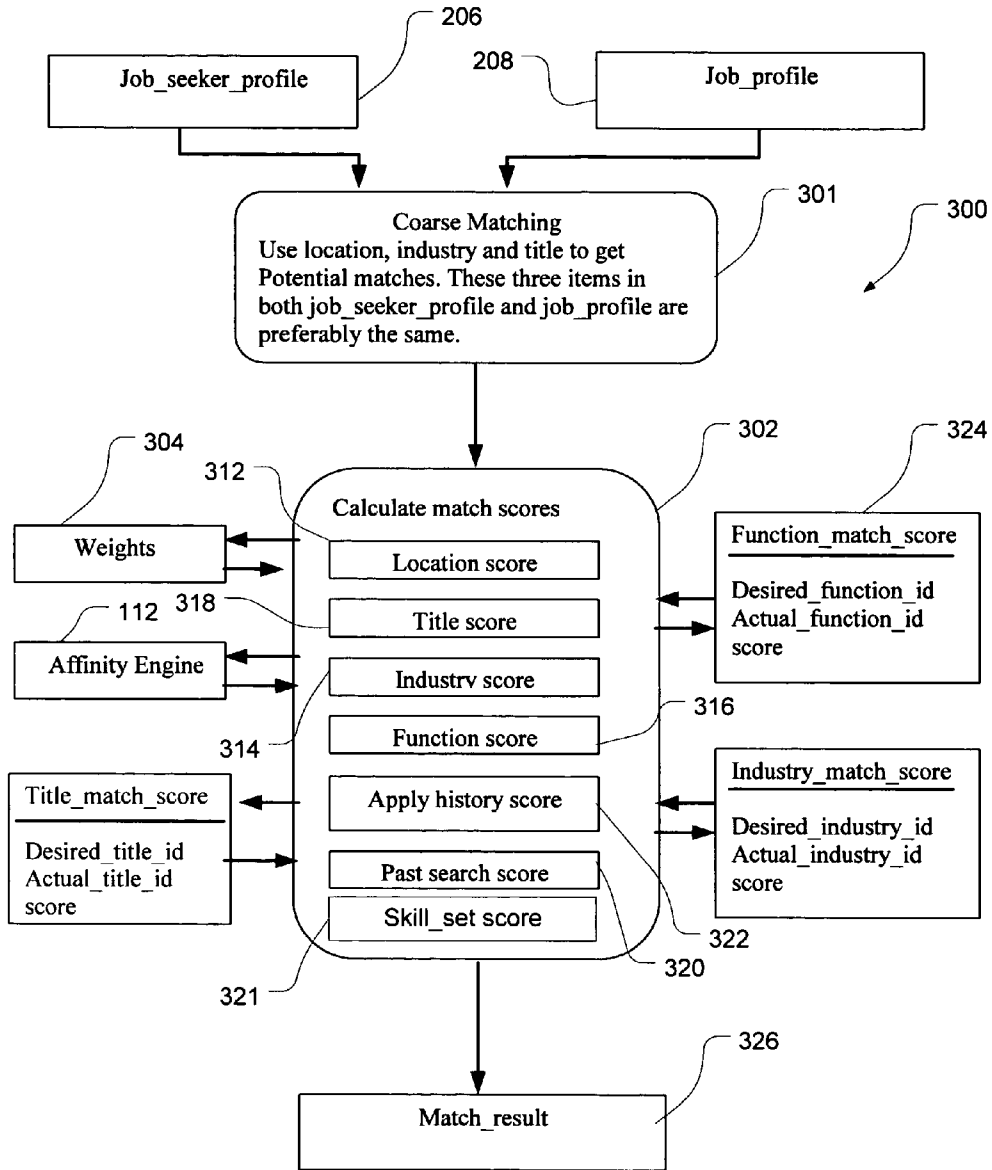 206
Job_seeker_profile
208
Job_profile
301
Coarse Matching
Use location, industry and title to get
Potential matches. These three items in
both job_seeker_profile and job_profile are
preferably the same.
300
304
Weights
112
Affinity Engine
Title_match_score
Desired_title_id
Actual_title_id
score
302
Calculate match scores
312
Location score
318
Title score
314
Industrv score
316
Function score
322
Apply history score
320
Past search score
321
Skill_set score
324
Function_match_score
Desired_function_id
Actual_function_id
score
Industry_match_score
Desired_industry_id
Actual_industry_id
score
326
Match_result